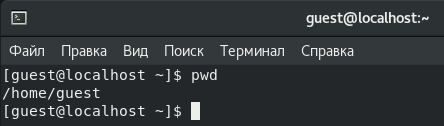 guest@localhost:~
Файл Правка Вид Поиск Терминал Справка
[guest@localhost ~]$ pwd
/home/guest
[guest@localhost ~]$